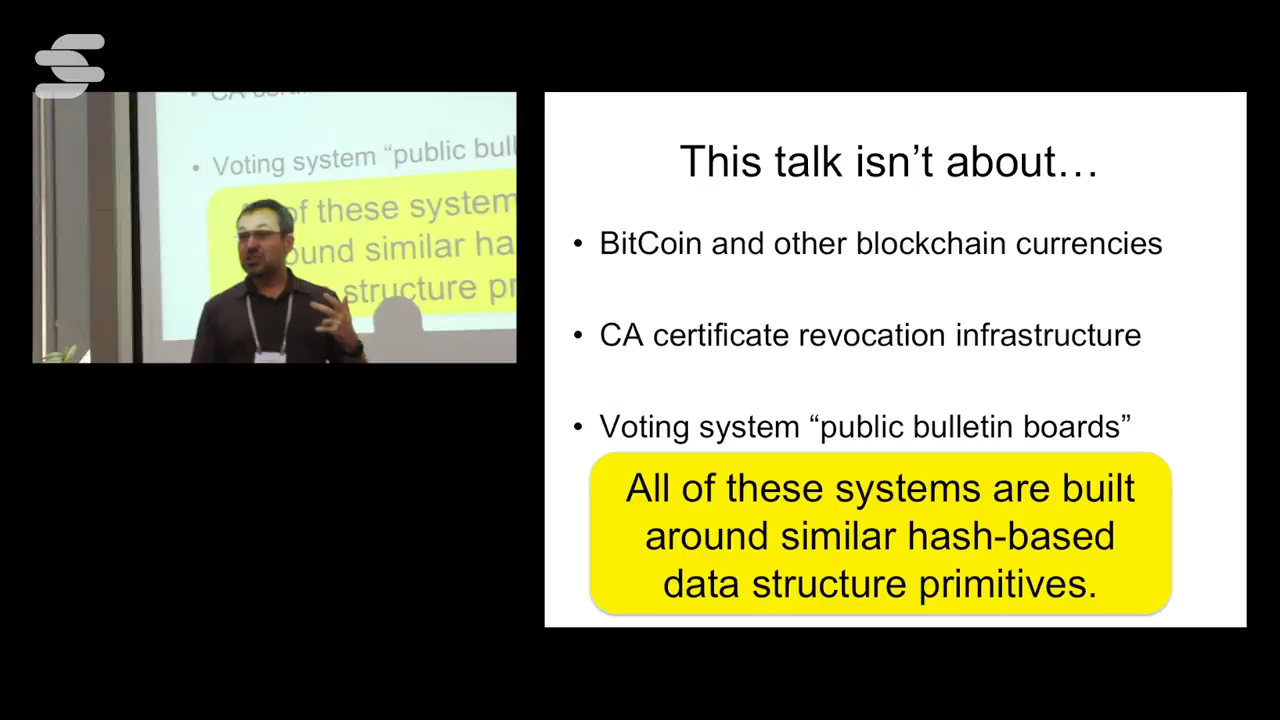 CA certi
• Voting system “public bull
of these system
ound similar ha
structure pr
This talk isn’t about…
• BitCoin and other blockchain currencies
• CA certificate revocation infrastructure
• Voting system “public bulletin boards”
All of these systems are built
around similar hash-based
data structure primitives.